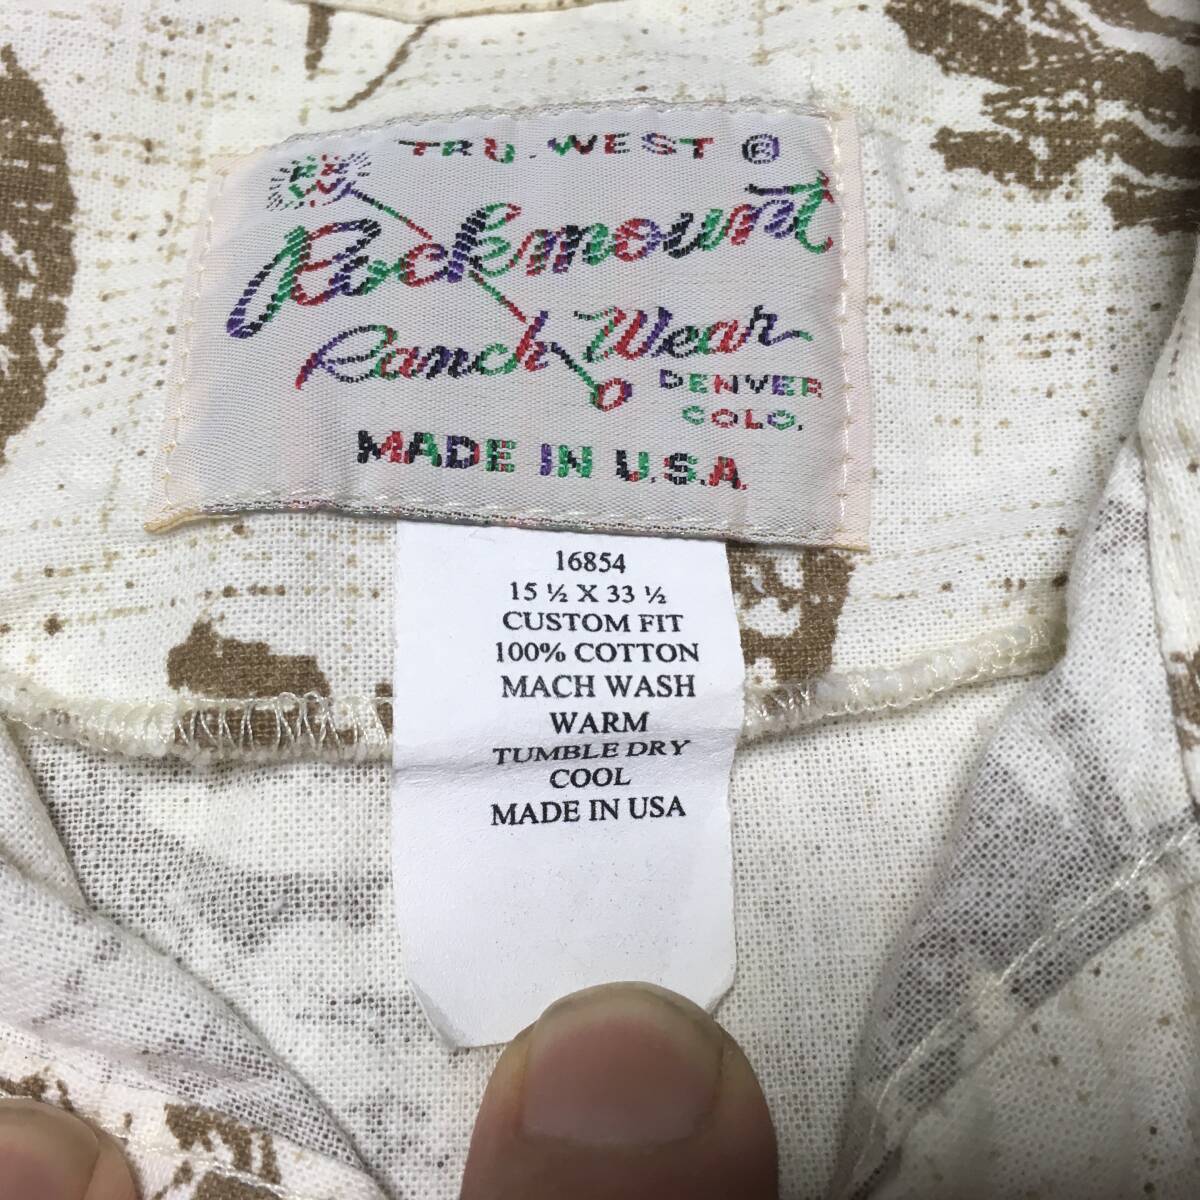 TRU-WEST ®
RMRW
Rockmount
Ranch Wear
DENVER
COLO.
MADE IN U.S.A.
16854
15 ½ X 33 ½
CUSTOM FIT
100% COTTON
MACH WASH
WARM
TUMBLE DRY
COOL
MADE IN USA